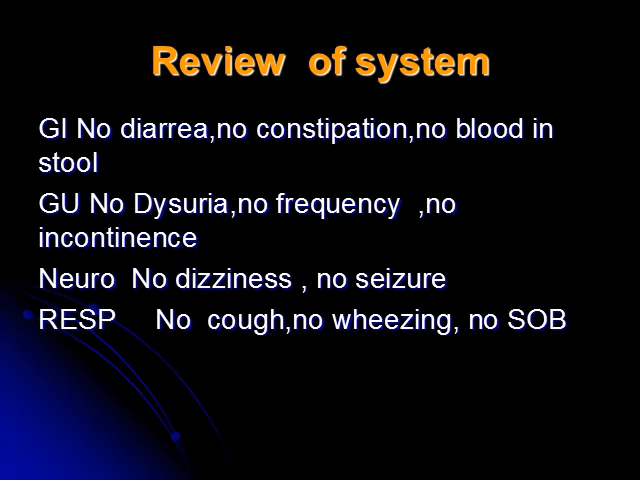 Review  of system
GI No diarrea,no constipation,no blood in
stool
GU No Dysuria,no frequency  ,no
incontinence
Neuro  No dizziness , no seizure
RESP     No  cough,no wheezing, no SOB